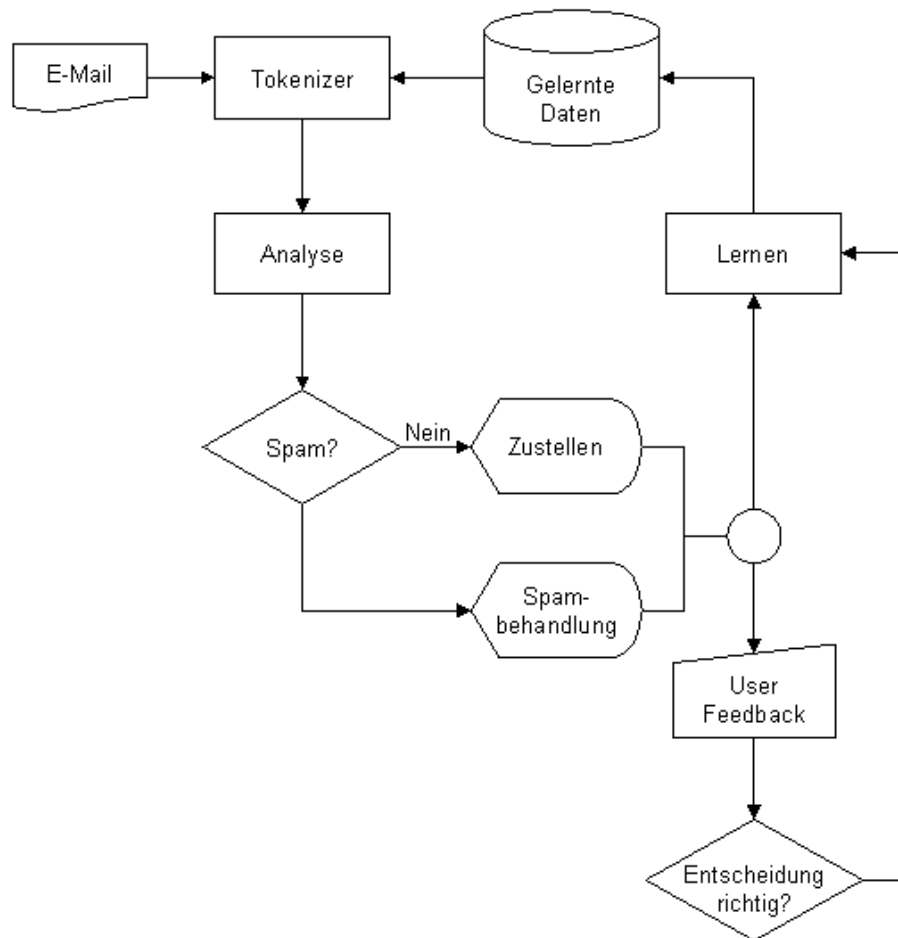 E-Mail
Tokenizer
Gelernte
Daten
Analyse
Lernen
Spam?
Nein
Zustellen
Spam-
behandlung
User
Feedback
Entscheidung
richtig?